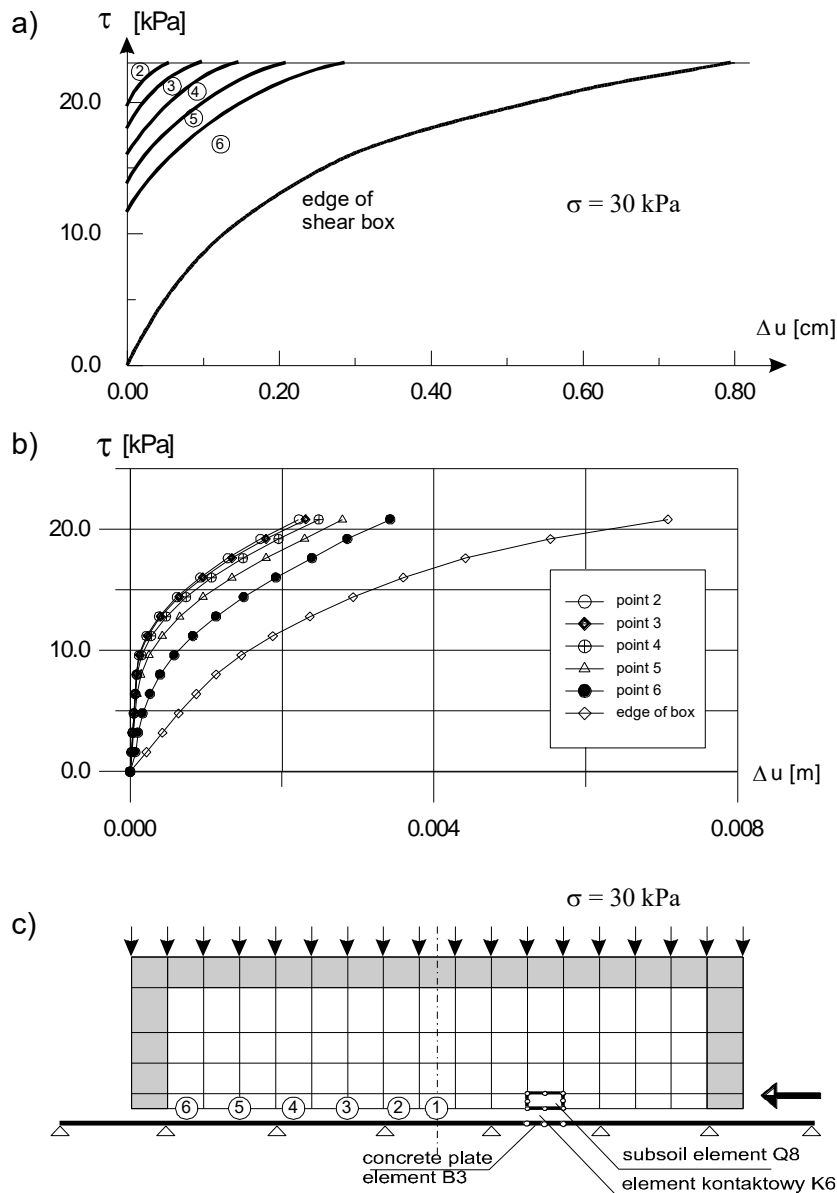 a)
τ [kPa]
20.0
10.0
0.0
② ③ ④ ⑤ ⑥
edge of
shear box
σ = 30 kPa
Δ u [cm]
0.00 0.20 0.40 0.60 0.80
b)
τ [kPa]
20.0
10.0
0.0
point 2
point 3
point 4
point 5
point 6
edge of box
Δ u [m]
0.000 0.004 0.008
σ = 30 kPa
c)
⑥ ⑤ ④ ③ ② ①
concrete plate
element B3
subsoil element Q8
element kontaktowy K6